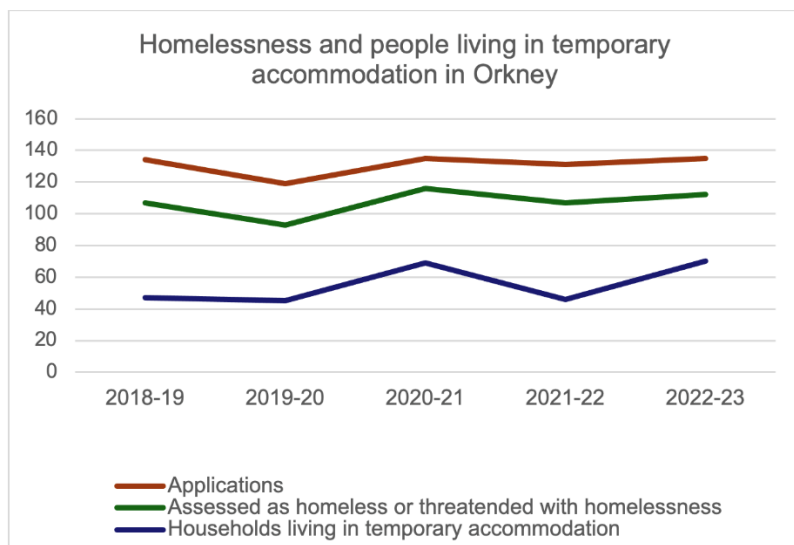 Homelessness and people living in temporary
accommodation in Orkney
160
140
120
100
80
60
40
20
0
2018-19 2019-20 2020-21 2021-22 2022-23
Applications
Assessed as homeless or threatended with homelessness
Households living in temporary accommodation